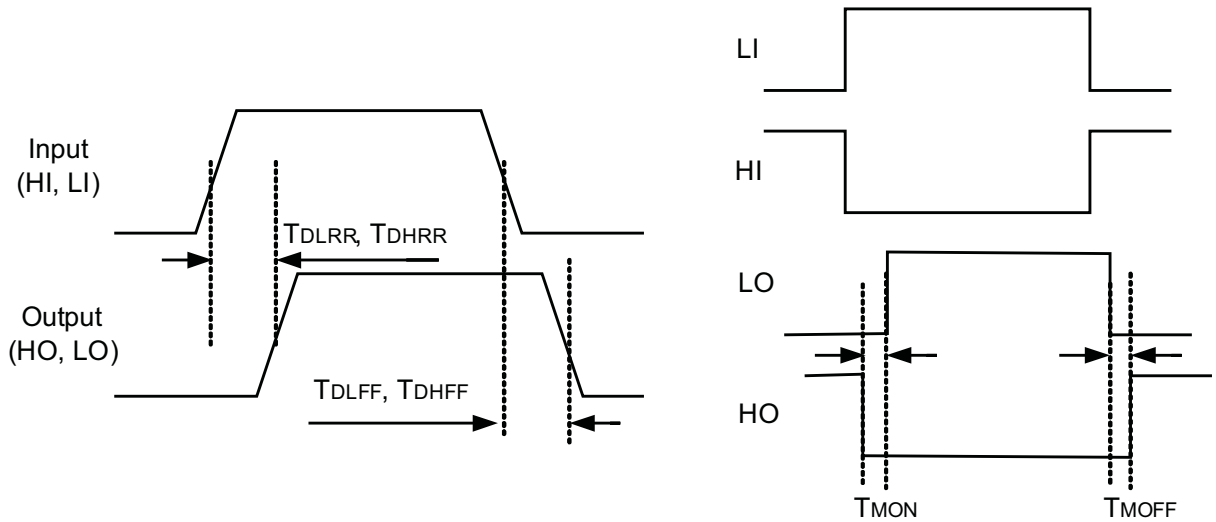 Input
(HI, LI)
TDLRR, TDHRR
Output
(HO, LO)
TDLFF, TDHFF
LI
HI
LO
HO
TMON
TMOFF